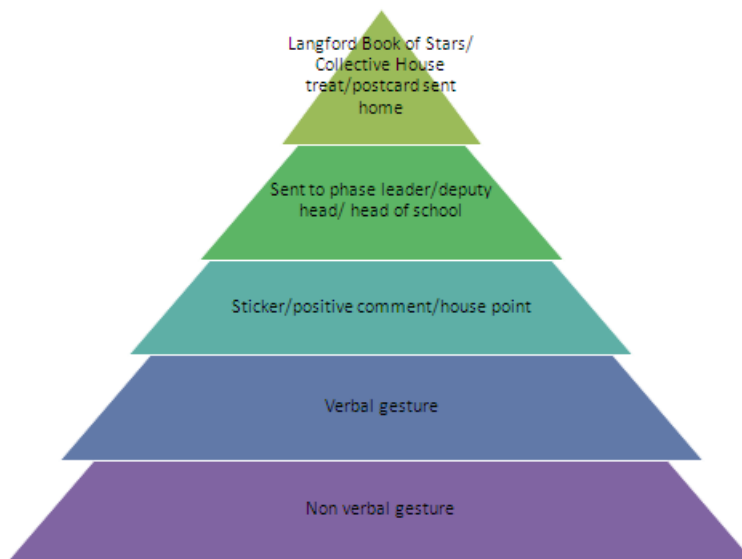 Langford Book of Stars/
Collective House
treat/postcard sent
home
Sent to phase leader/deputy
head/ head of school
Sticker/positive comment/house point
Verbal gesture
Non verbal gesture